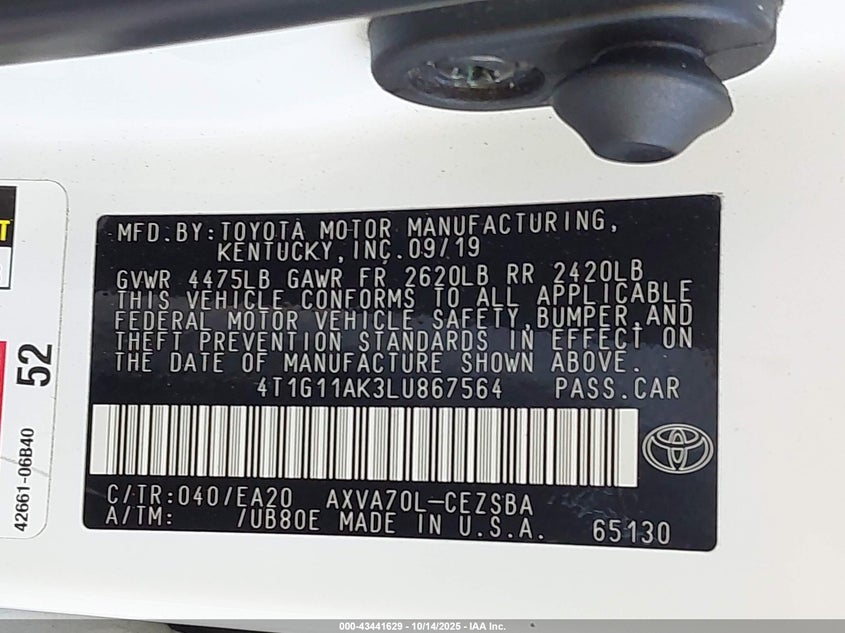 MFD.BY:TOYOTA MOTOR MANUFACTURING,
KENTUCKY,INC.09/19
GVWR 4475LB GAWR FR 2620LB RR 2420LB
THIS VEHICLE CONFORMS TO ALL APPLICABLE
FEDERAL MOTOR VEHICLE SAFETY,BUMPER,AND
THEFT PREVENTION STANDARDS IN EFFECT ON
THE DATE OF MANUFACTURE SHOWN ABOVE.
4T1G11AK3LU867564 PASS.CAR
C/TR:040/EA20 AXVA70L-CEZSBA
A/TM: /UB80E MADE IN U.S.A. 65130
52
42661-06B40
000-43441629 - 10/14/2025 - IAA Inc.